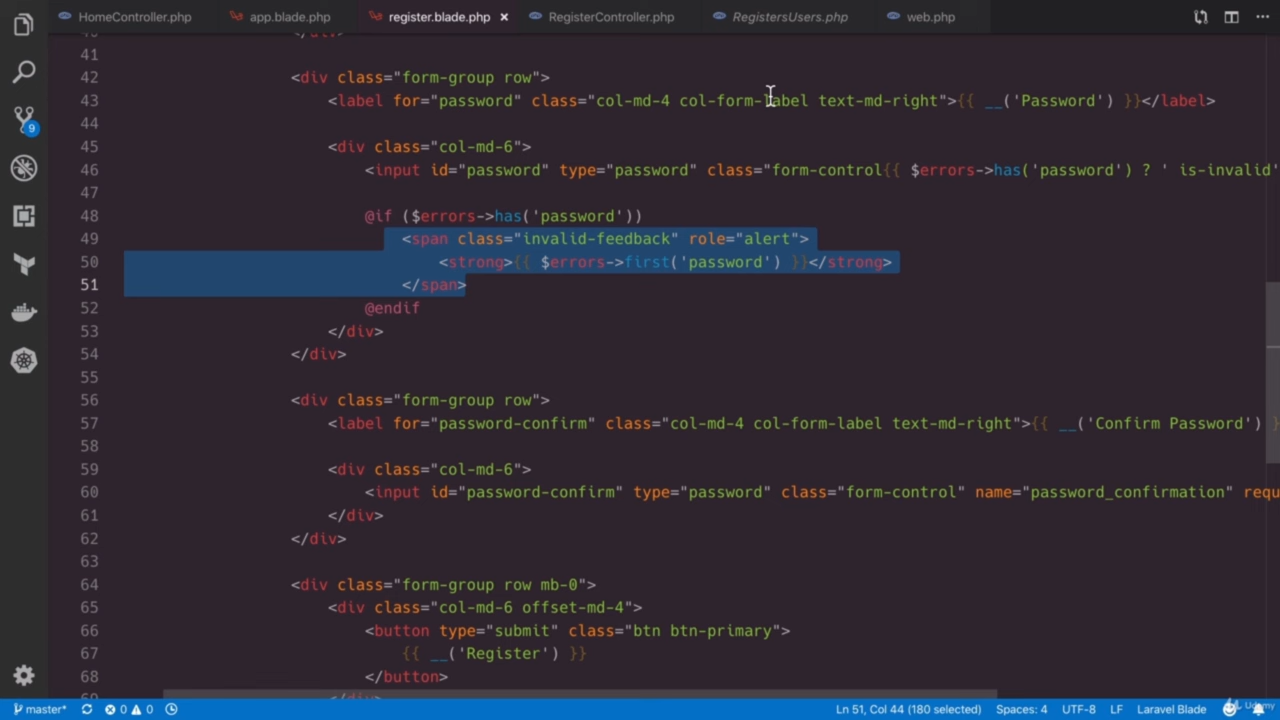 HomeController.php app.blade.php register.blade.php × RegisterController.php RegistersUsers.php web.php
41
42 <div class="form-group row">
43 <label for="password" class="col-md-4 col-form-label text-md-right">{{ __('Password') }}</label>
44
45 <div class="col-md-6">
46 <input id="password" type="password" class="form-control{{ $errors->has('password') ? ' is-invalid'
47
48 @if ($errors->has('password'))
49 <span class="invalid-feedback" role="alert">
50 <strong>{{ $errors->first('password') }}</strong>
51 </span>
52 @endif
53 </div>
54 </div>
55
56 <div class="form-group row">
57 <label for="password-confirm" class="col-md-4 col-form-label text-md-right">{{ __('Confirm Password') }
58
59 <div class="col-md-6">
60 <input id="password-confirm" type="password" class="form-control" name="password_confirmation" requ
61 </div>
62 </div>
63
64 <div class="form-group row mb-0">
65 <div class="col-md-6 offset-md-4">
66 <button type="submit" class="btn btn-primary">
67 {{ __('Register') }}
68 </button>
9
master* 0 0 Ln 51, Col 44 (180 selected) Spaces: 4 UTF-8 LF Laravel Blade
Udemy